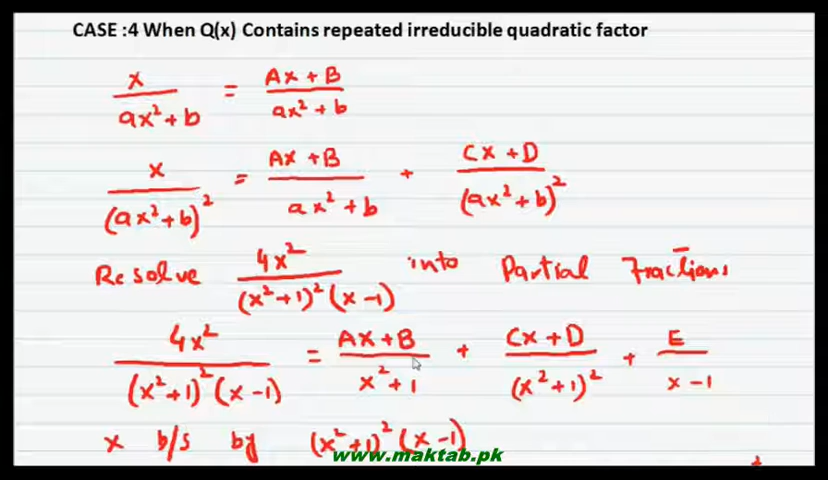 CASE :4 When Q(x) Contains repeated irreducible quadratic factor
x / (ax² + b) = (Ax + B) / (ax² + b)
x / (ax² + b)² = (Ax + B) / (ax² + b) + (Cx + D) / (ax² + b)²
Resolve 4x² / ((x² + 1)² (x - 1)) into Partial Fractions
4x² / ((x² + 1)² (x - 1)) = (Ax + B) / (x² + 1) + (Cx + D) / (x² + 1)² + E / (x - 1)
x b/s by (x² + 1)² (x - 1)
www.maktab.pk